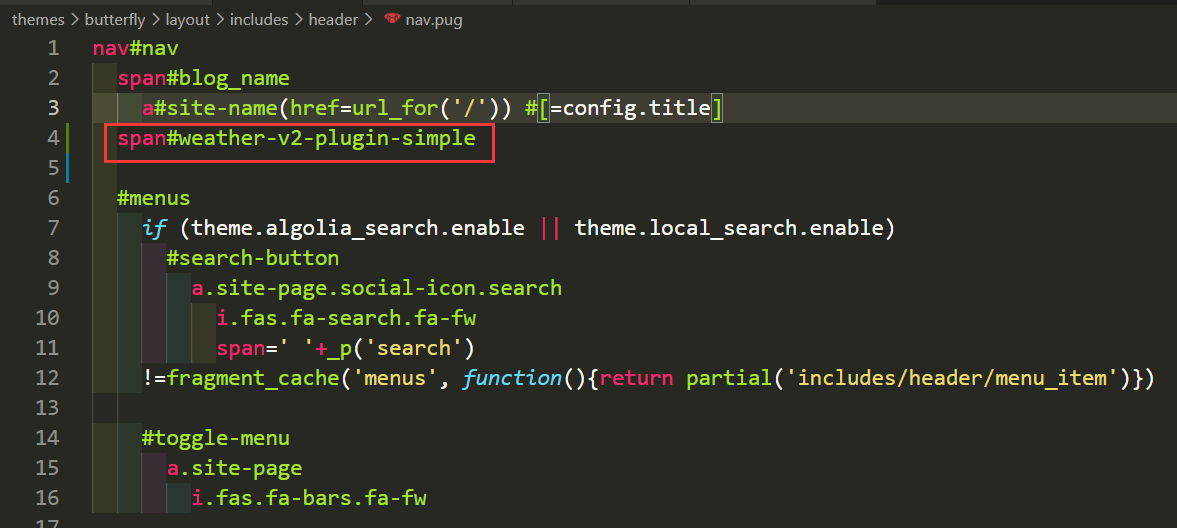 themes > butterfly > layout > includes > header > nav.pug
1 nav#nav
2 span#blog_name
3 a#site-name(href=url_for('/')) #[=config.title]
4 span#weather-v2-plugin-simple
5
6 #menus
7 if (theme.algolia_search.enable || theme.local_search.enable)
8 #search-button
9 a.site-page.social-icon.search
10 i.fas.fa-search.fa-fw
11 span=' '+_p('search')
12 !=fragment_cache('menus', function(){return partial('includes/header/menu_item')})
13
14 #toggle-menu
15 a.site-page
16 i.fas.fa-bars.fa-fw
17